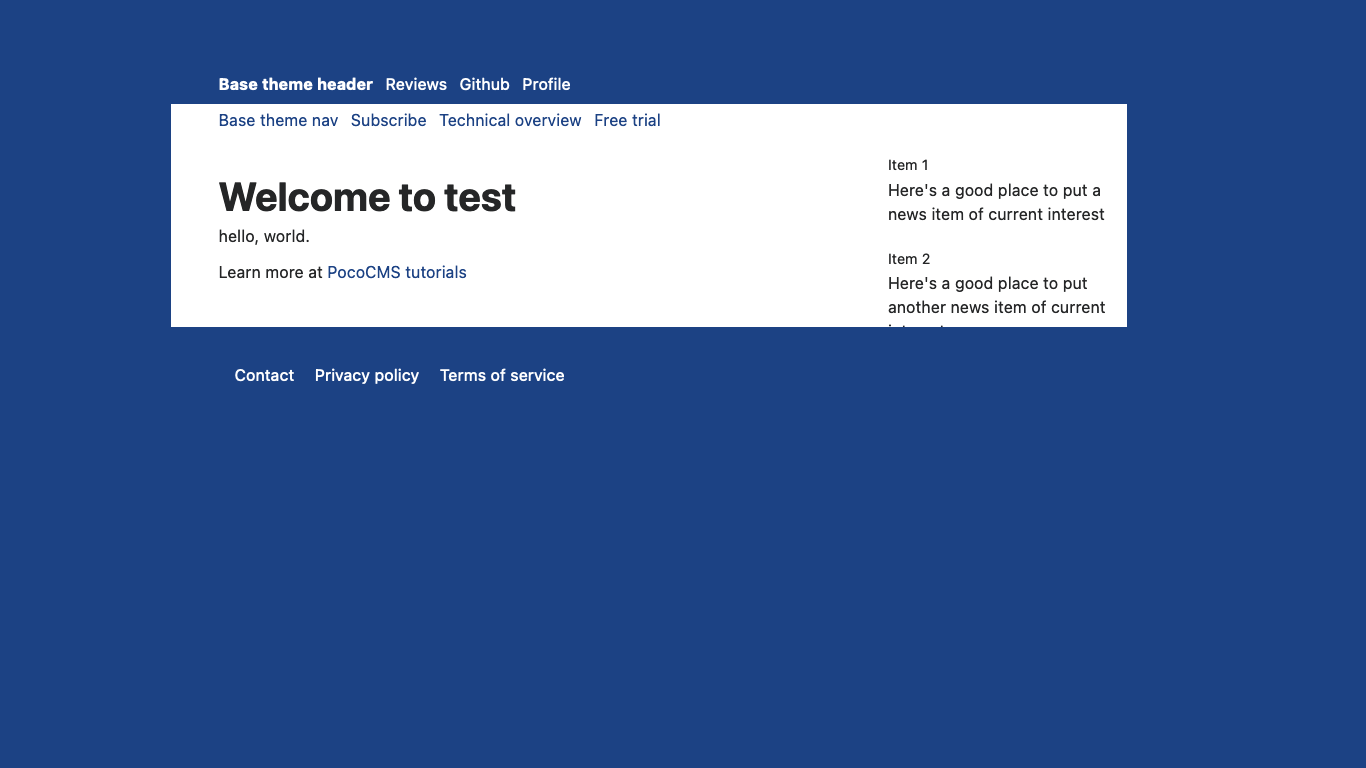 Base theme header Reviews Github Profile
Base theme nav Subscribe Technical overview Free trial
Welcome to test
hello, world.
Learn more at PocoCMS tutorials
Item 1
Here's a good place to put a
news item of current interest
Item 2
Here's a good place to put
another news item of current
Contact Privacy policy Terms of service